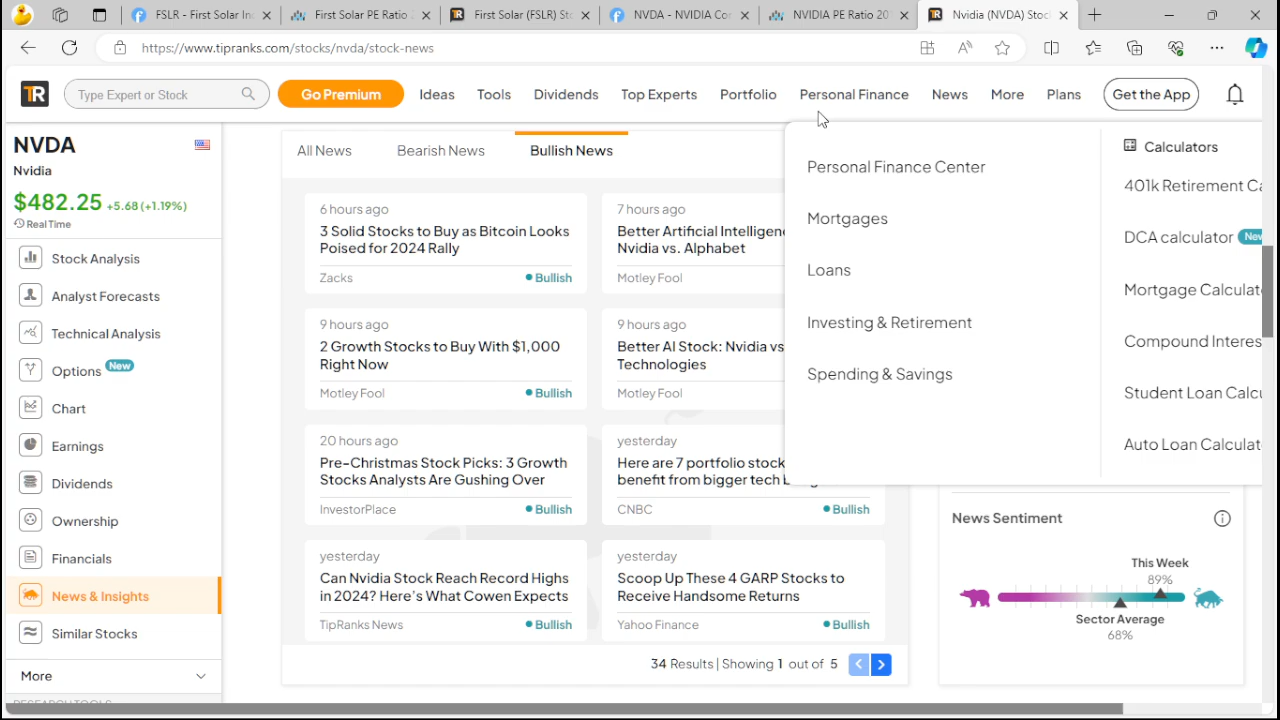 FSLR - First Solar Inc
First Solar PE Ratio
First Solar (FSLR) St
NVDA - NVIDIA Co
NVIDIA PE Ratio 20
Nvidia (NVDA) Stoc
https://www.tipranks.com/stocks/nvda/stock-news
TR
Type Expert or Stock
Go Premium
Ideas
Tools
Dividends
Top Experts
Portfolio
Personal Finance
News
More
Plans
Get the App
NVDA
Nvidia
$482.25 +5.68 (+1.19%)
Real Time
Stock Analysis
Analyst Forecasts
Technical Analysis
Options New
Chart
Earnings
Dividends
Ownership
Financials
News & Insights
Similar Stocks
More
RESEARCH TOOLS
All News
Bearish News
Bullish News
6 hours ago
3 Solid Stocks to Buy as Bitcoin Looks
Poised for 2024 Rally
Zacks
Bullish
7 hours ago
Better Artificial Intelligen
Nvidia vs. Alphabet
Motley Fool
9 hours ago
2 Growth Stocks to Buy With $1,000
Right Now
Motley Fool
Bullish
9 hours ago
Better AI Stock: Nvidia vs
Technologies
Motley Fool
20 hours ago
Pre-Christmas Stock Picks: 3 Growth
Stocks Analysts Are Gushing Over
InvestorPlace
Bullish
yesterday
Here are 7 portfolio stock
benefit from bigger tech
CNBC
Bullish
yesterday
Can Nvidia Stock Reach Record Highs
in 2024? Here's What Cowen Expects
TipRanks News
Bullish
yesterday
Scoop Up These 4 GARP Stocks to
Receive Handsome Returns
Yahoo Finance
Bullish
34 Results | Showing 1 out of 5
Personal Finance Center
Mortgages
Loans
Investing & Retirement
Spending & Savings
Calculators
401k Retirement Ca
DCA calculator New
Mortgage Calculat
Compound Interes
Student Loan Calcu
Auto Loan Calculat
News Sentiment
This Week
89%
Sector Average
68%